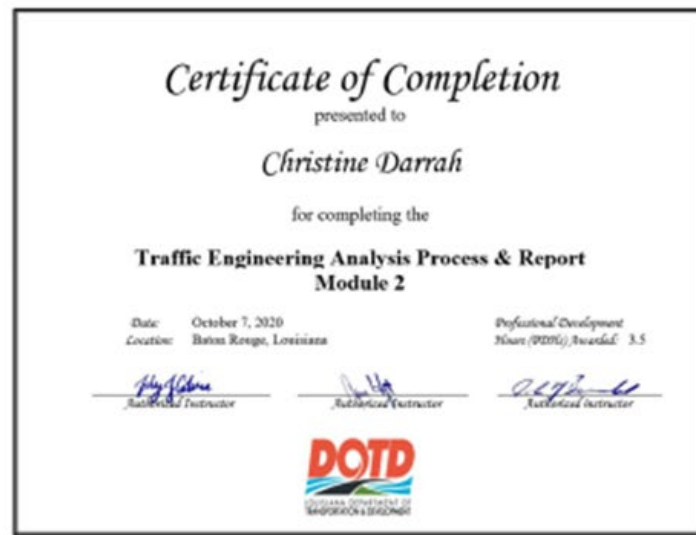 Certificate of Completion
presented to
Christine Darrah
for completing the
Traffic Engineering Analysis Process & Report
Module 2
Date: October 7, 2020
Location: Baton Rouge, Louisiana
Professional Development
Hours (PDHs) Awarded: 3.5
Authorized Instructor
Authorized Instructor
Authorized Instructor
DOTD
LOUISIANA DEPARTMENT OF
TRANSPORTATION & DEVELOPMENT